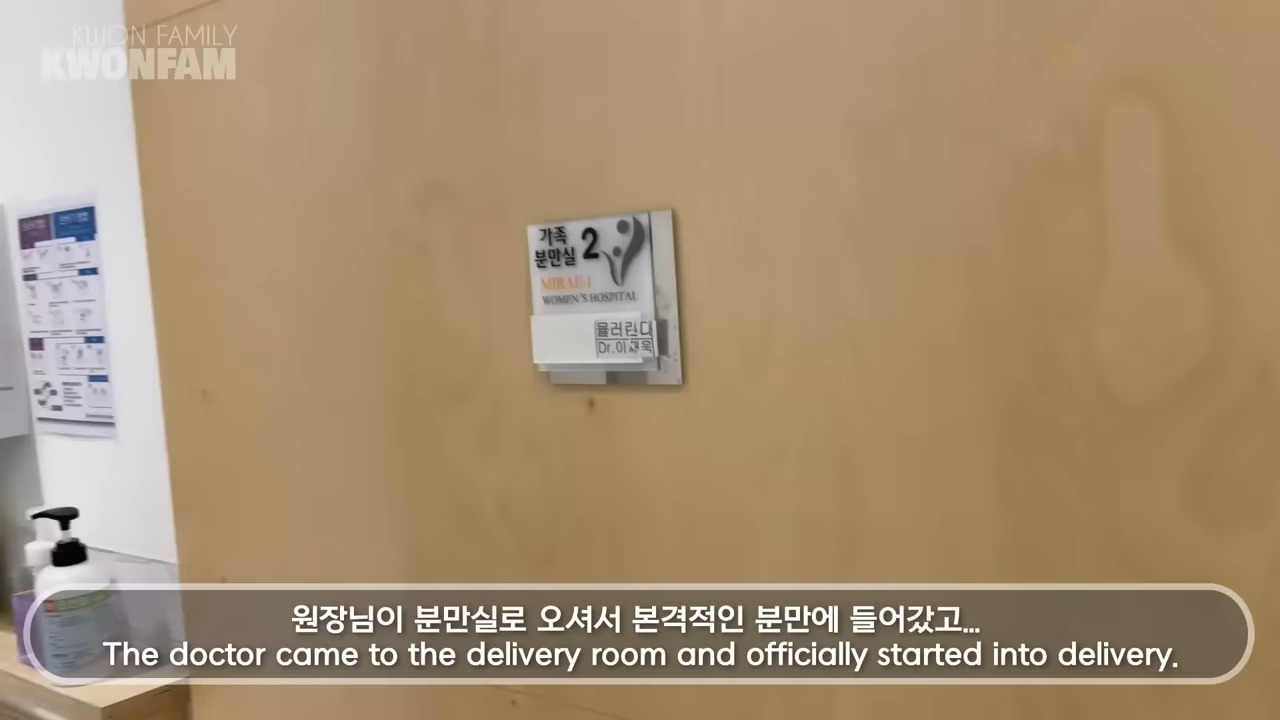 KWON FAMILY
KWONFAM
가족
분만실
2
MIRAE-I
WOMEN'S HOSPITAL
뮬러린다
Dr.이재욱
원장님이 분만실로 오셔서 본격적인 분만에 들어갔고...
The doctor came to the delivery room and officially started into delivery.